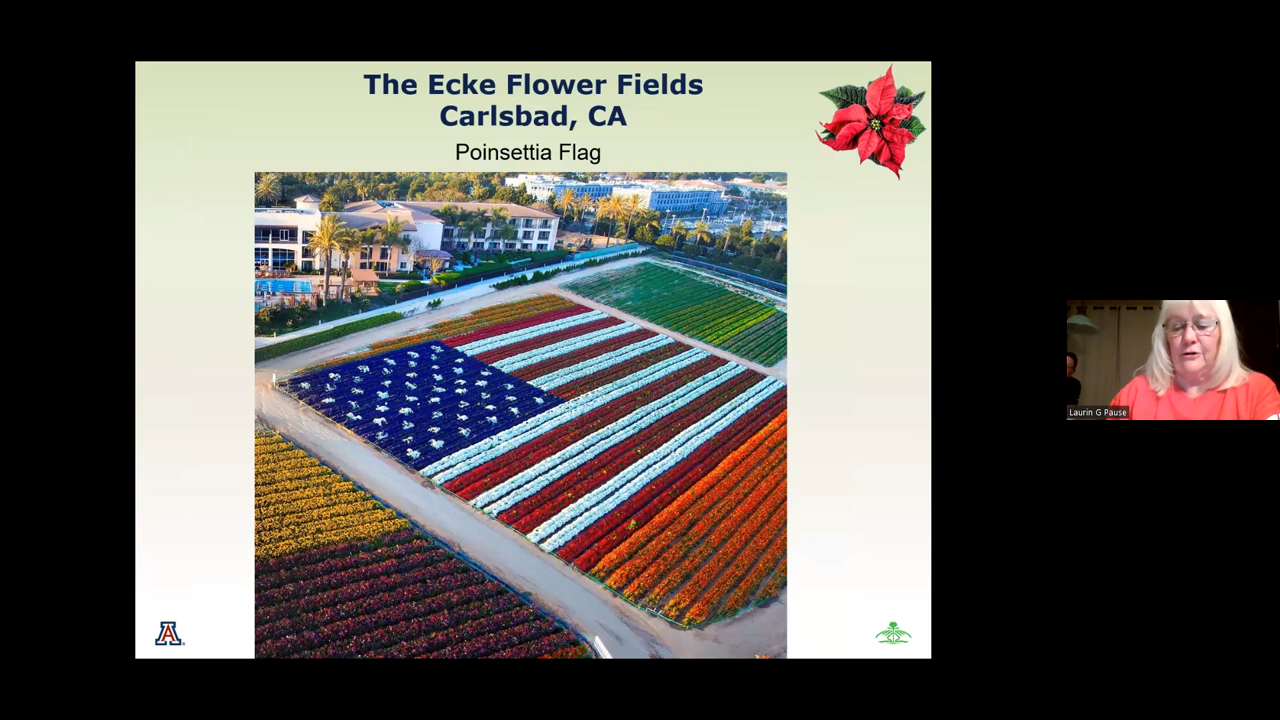 The Ecke Flower Fields
Carlsbad, CA
Poinsettia Flag
A
Laurin G Pause